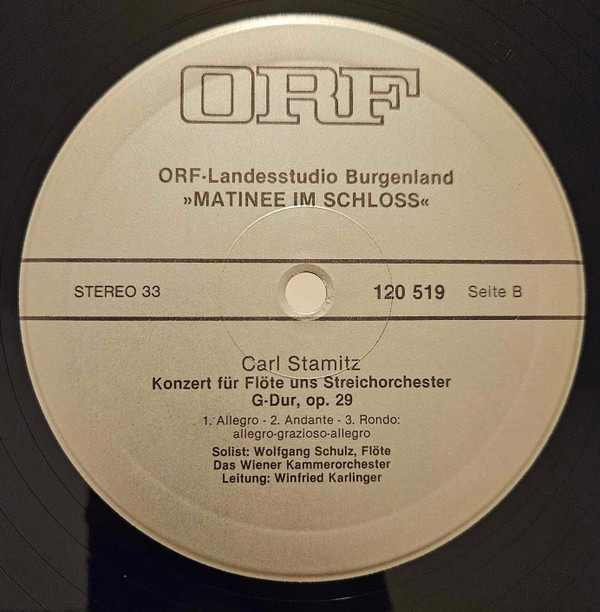 ORF
ORF-Landesstudio Burgenland
»MATINEE IM SCHLOSS«
STEREO 33
120 519 Seite B
Carl Stamitz
Konzert für Flöte uns Streichorchester
G-Dur, op. 29
1. Allegro - 2. Andante - 3. Rondo:
allegro-grazioso-allegro
Solist: Wolfgang Schulz, Flöte
Das Wiener Kammerorchester
Leitung: Winfried Karlinger